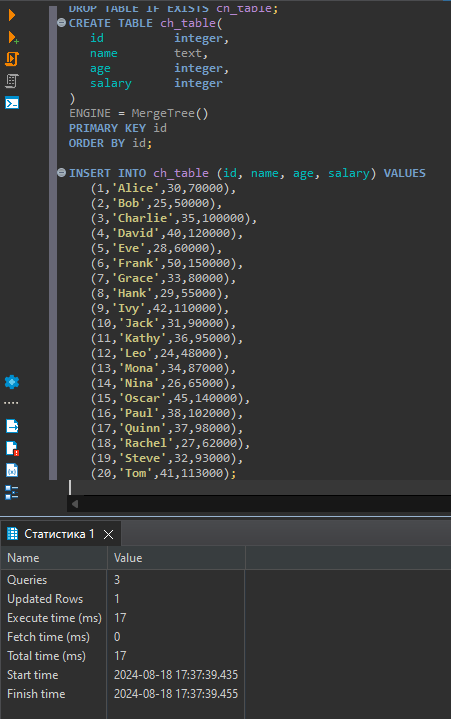 DROP TABLE IF EXISTS ch_table;
CREATE TABLE ch_table(
id integer,
name text,
age integer,
salary integer
)
ENGINE = MergeTree()
PRIMARY KEY id
ORDER BY id;
INSERT INTO ch_table (id, name, age, salary) VALUES
(1,'Alice',30,70000),
(2,'Bob',25,50000),
(3,'Charlie',35,100000),
(4,'David',40,120000),
(5,'Eve',28,60000),
(6,'Frank',50,150000),
(7,'Grace',33,80000),
(8,'Hank',29,55000),
(9,'Ivy',42,110000),
(10,'Jack',31,90000),
(11,'Kathy',36,95000),
(12,'Leo',24,48000),
(13,'Mona',34,87000),
(14,'Nina',26,65000),
(15,'Oscar',45,140000),
(16,'Paul',38,102000),
(17,'Quinn',37,98000),
(18,'Rachel',27,62000),
(19,'Steve',32,93000),
(20,'Tom',41,113000);
Статистика 1
Name Value
Queries 3
Updated Rows 1
Execute time (ms) 17
Fetch time (ms) 0
Total time (ms) 17
Start time 2024-08-18 17:37:39.435
Finish time 2024-08-18 17:37:39.455